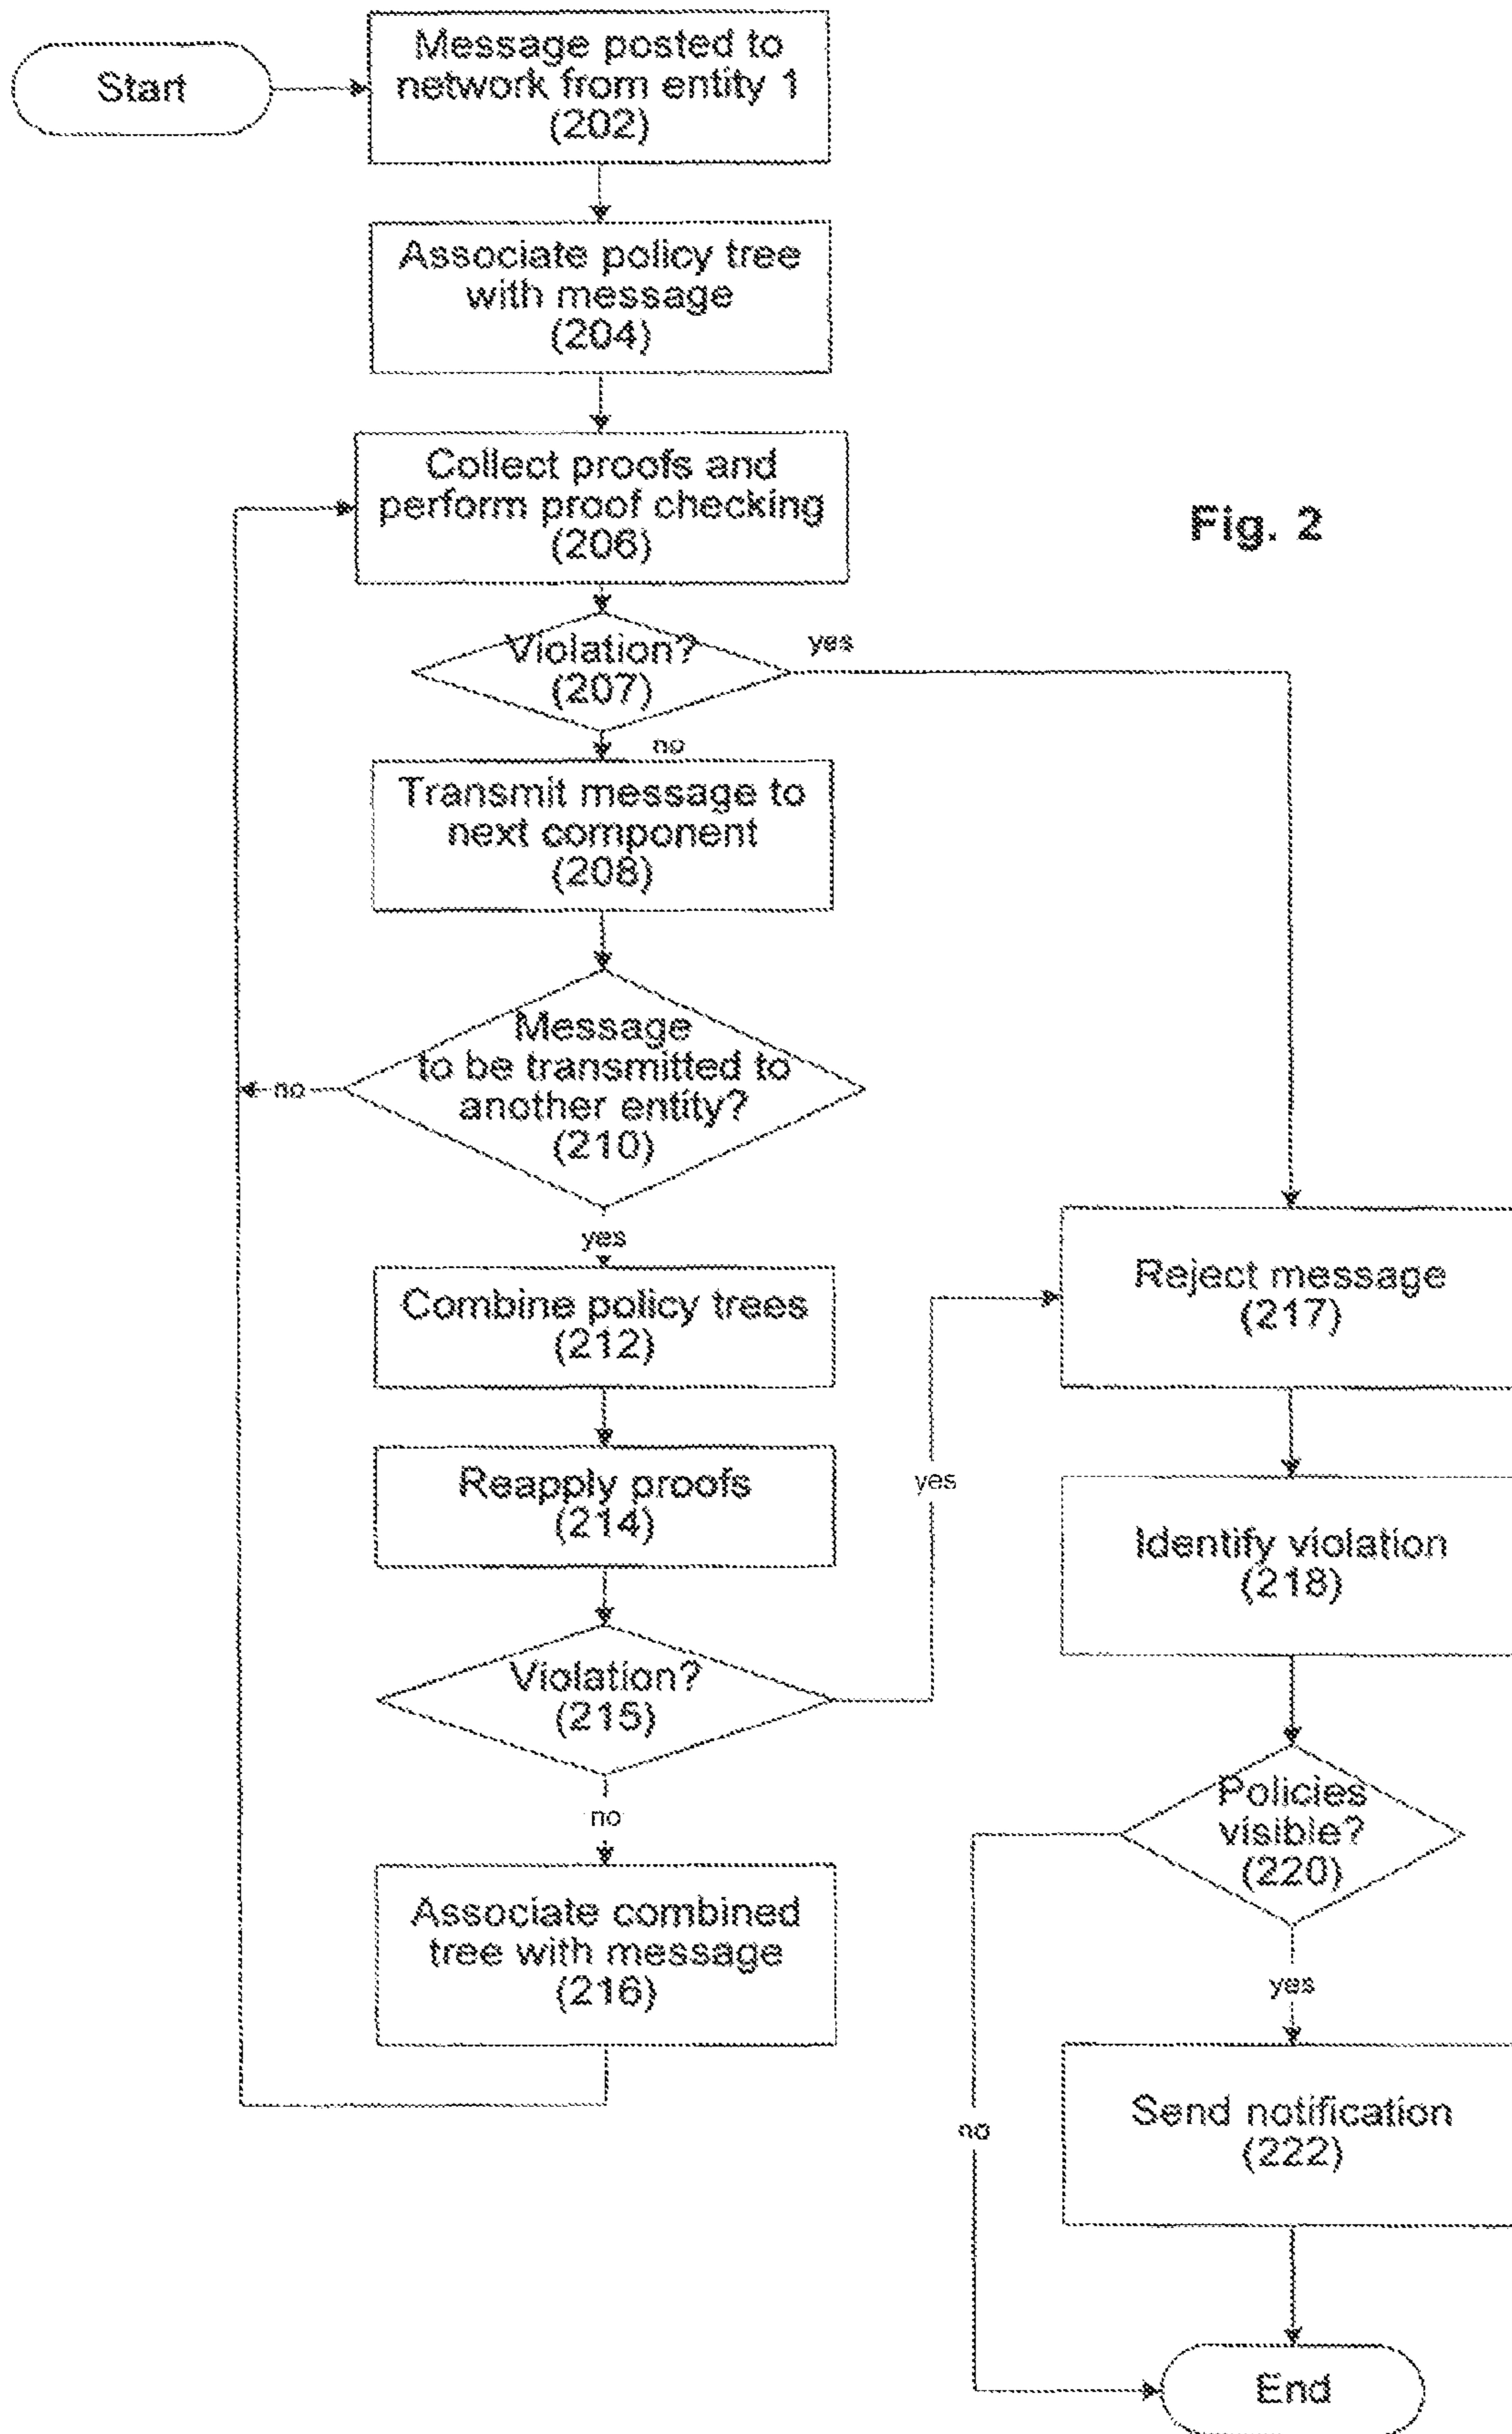 Start
Message posted to
network from entity 1
(202)
Associate policy tree
with message
(204)
Collect proofs and
perform proof checking
(206)
Fig. 2
Violation?
(207)
yes
no
Transmit message to
next component
(208)
Message
to be transmitted to
another entity?
(210)
no
yes
Combine policy trees
(212)
Reapply proofs
(214)
Violation?
(215)
yes
no
Associate combined
tree with message
(216)
Reject message
(217)
Identify violation
(218)
Policies
visible?
(220)
yes
no
Send notification
(222)
End